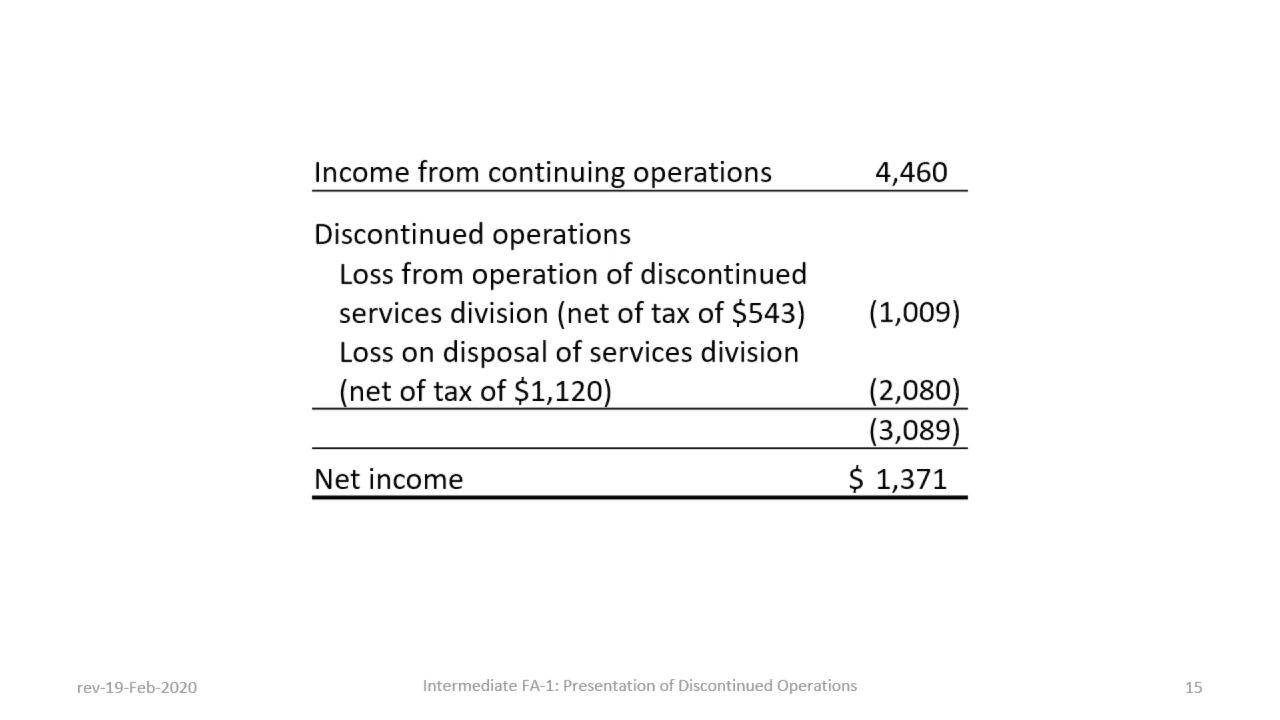 Income from continuing operations 4,460
Discontinued operations
Loss from operation of discontinued
services division (net of tax of $543) (1,009)
Loss on disposal of services division
(net of tax of $1,120) (2,080)
(3,089)
Net income $ 1,371
rev-19-Feb-2020 Intermediate FA-1: Presentation of Discontinued Operations 15